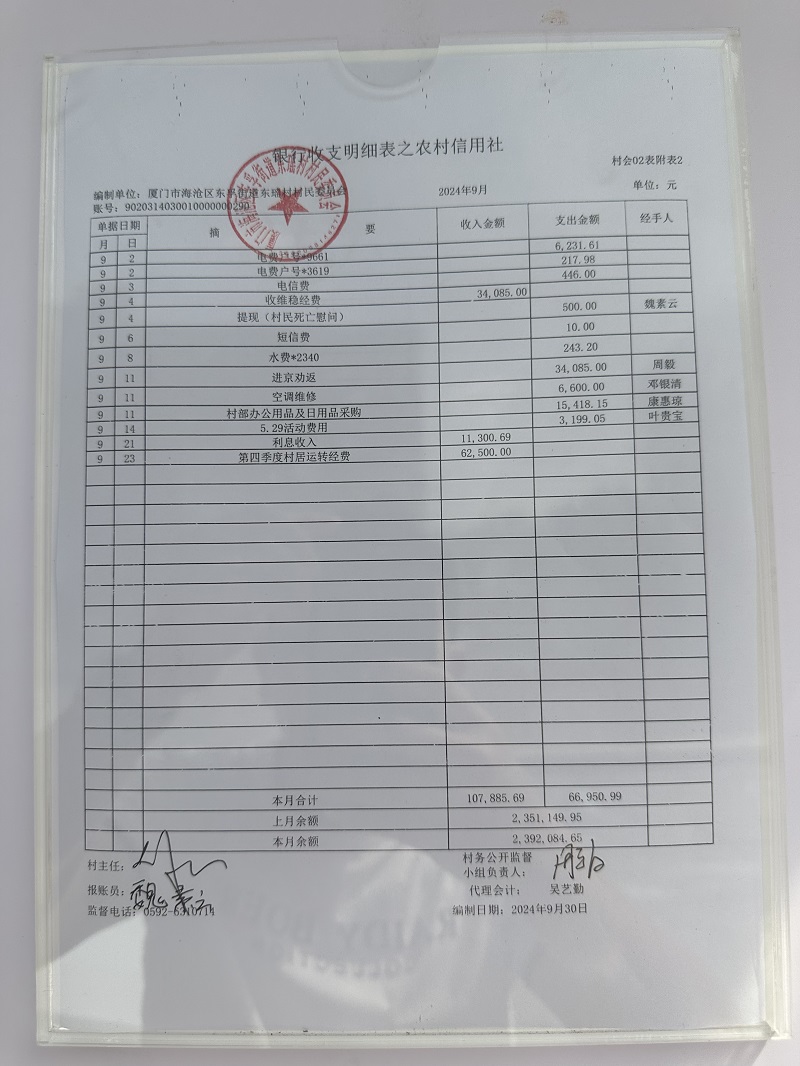 银行收支明细表之农村信用社
村会02表附表2
编制单位：厦门市海沧区东孚街道东瑶村村民委员会 2024年9月 单位：元
账号：9020314030010000000290
单据日期 摘 要 收入金额 支出金额 经手人
月 日
9 2 电费户号*9661 6,231.61
9 2 电费户号*3619 217.98
9 3 电信费 446.00
9 4 收维稳经费 34,085.00
9 4 提现（村民死亡慰问） 500.00 魏素云
9 6 短信费 10.00
9 8 水费*2340 243.20
9 11 进京劝返 34,085.00 周毅
9 11 空调维修 6,600.00 邓银清
9 11 村部办公用品及日用品采购 15,418.15 康惠琼
9 14 5.29活动费用 3,199.05 叶贵宝
9 21 利息收入 11,300.69
9 23 第四季度村居运转经费 62,500.00
本月合计 107,885.69 66,950.99
上月余额 2,351,149.95
本月余额 2,392,084.65
村主任：
村务公开监督
小组负责人：
报账员：魏素云 代理会计： 吴艺勤
监督电话：0592-6310714 编制日期：2024年9月30日